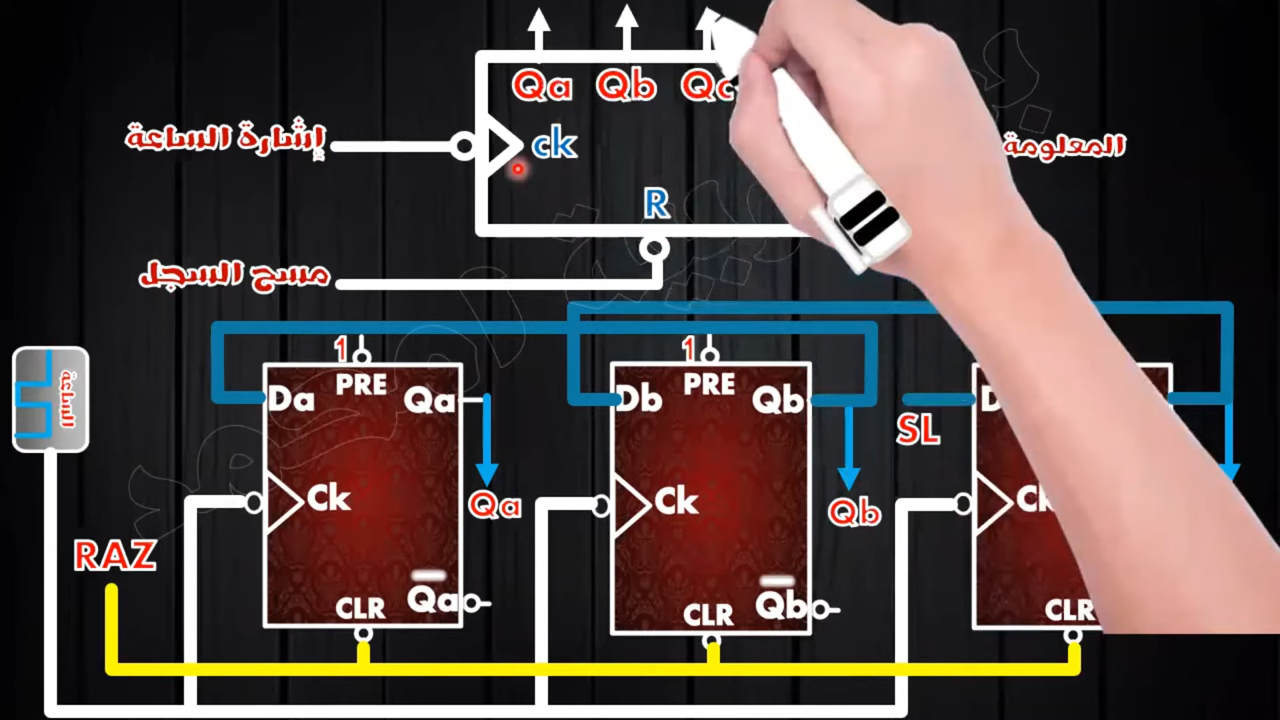 Qa Qb Qc
إشارة الساعة
ck
المعلومة
R
مسح السجل
1
1
PRE
PRE
Da
Qa
Db
Qb
SL
الساعة
Ck
Qa
Ck
Qb
RAZ
Qa
Qb
CLR
CLR
CLR